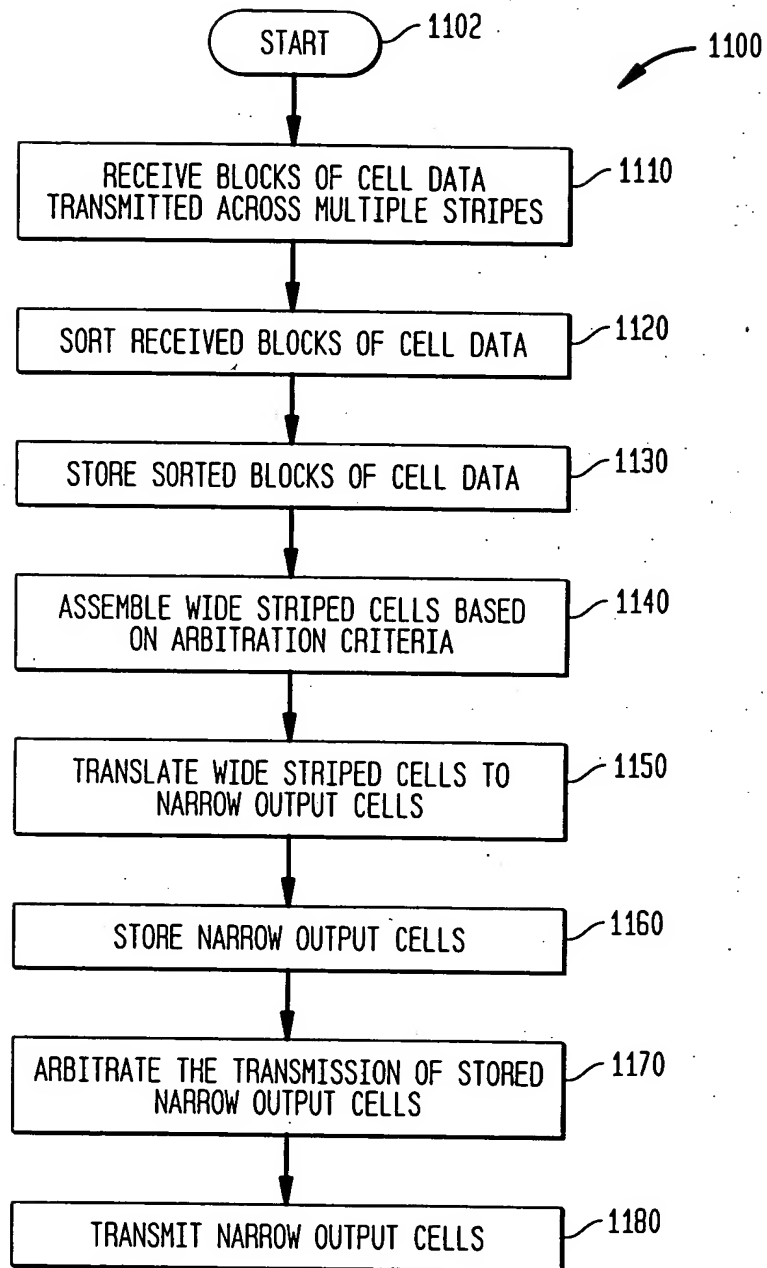 START
1102
1100
RECEIVE BLOCKS OF CELL DATA
TRANSMITTED ACROSS MULTIPLE STRIPES
1110
SORT RECEIVED BLOCKS OF CELL DATA
1120
STORE SORTED BLOCKS OF CELL DATA
1130
ASSEMBLE WIDE STRIPED CELLS BASED
ON ARBITRATION CRITERIA
1140
TRANSLATE WIDE STRIPED CELLS TO
NARROW OUTPUT CELLS
1150
STORE NARROW OUTPUT CELLS
1160
ARBITRATE THE TRANSMISSION OF STORED
NARROW OUTPUT CELLS
1170
TRANSMIT NARROW OUTPUT CELLS
1180